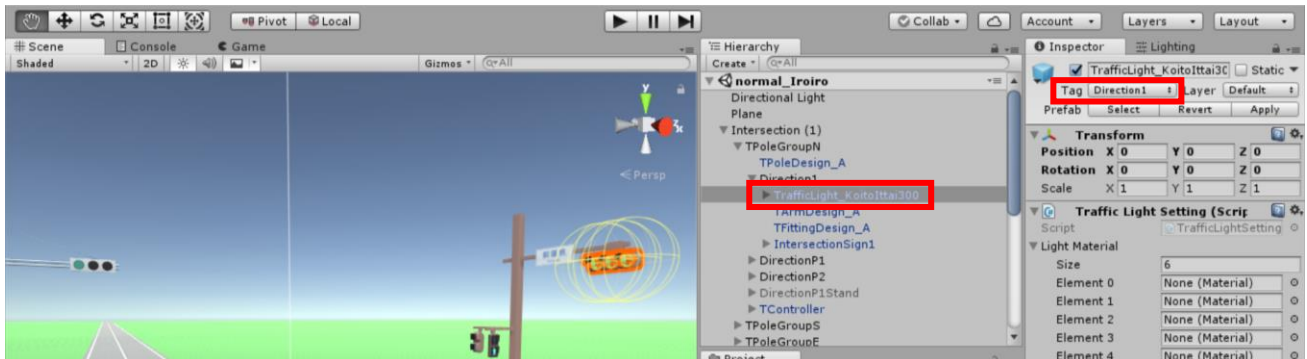 Pivot Local Collab Account Layers Layout
Scene Console Game
Shaded 2D Gizmos All
y
x
Persp
Hierarchy
Create All
normal_Iroiro
Directional Light
Plane
Intersection (1)
TPoleGroupN
TPoleDesign_A
Direction1
TrafficLight_KoitoIttai300
TArmDesign_A
TFittingDesign_A
IntersectionSign1
DirectionP1
DirectionP2
DirectionP1Stand
TController
TPoleGroupS
TPoleGroupE
Project
Inspector Lighting
TrafficLight_KoitoIttai30 Static
Tag Direction1 Layer Default
Prefab Select Revert Apply
Transform
Position X 0 Y 0 Z 0
Rotation X 0 Y 0 Z 0
Scale X 1 Y 1 Z 1
Traffic Light Setting (Scrip
Script TrafficLightSetting
Light Material
Size 6
Element 0 None (Material)
Element 1 None (Material)
Element 2 None (Material)
Element 3 None (Material)
Element 4 None (Material)